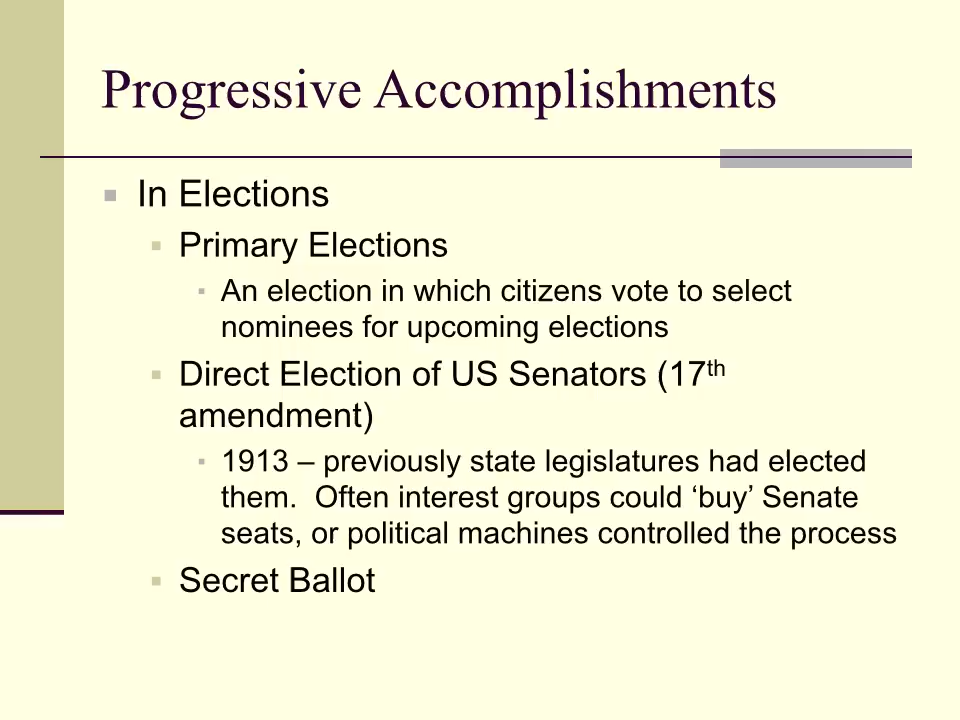 Progressive Accomplishments
In Elections
Primary Elections
An election in which citizens vote to select
nominees for upcoming elections
Direct Election of US Senators (17th
amendment)
1913 – previously state legislatures had elected
them.  Often interest groups could ‘buy’ Senate
seats, or political machines controlled the process
Secret Ballot